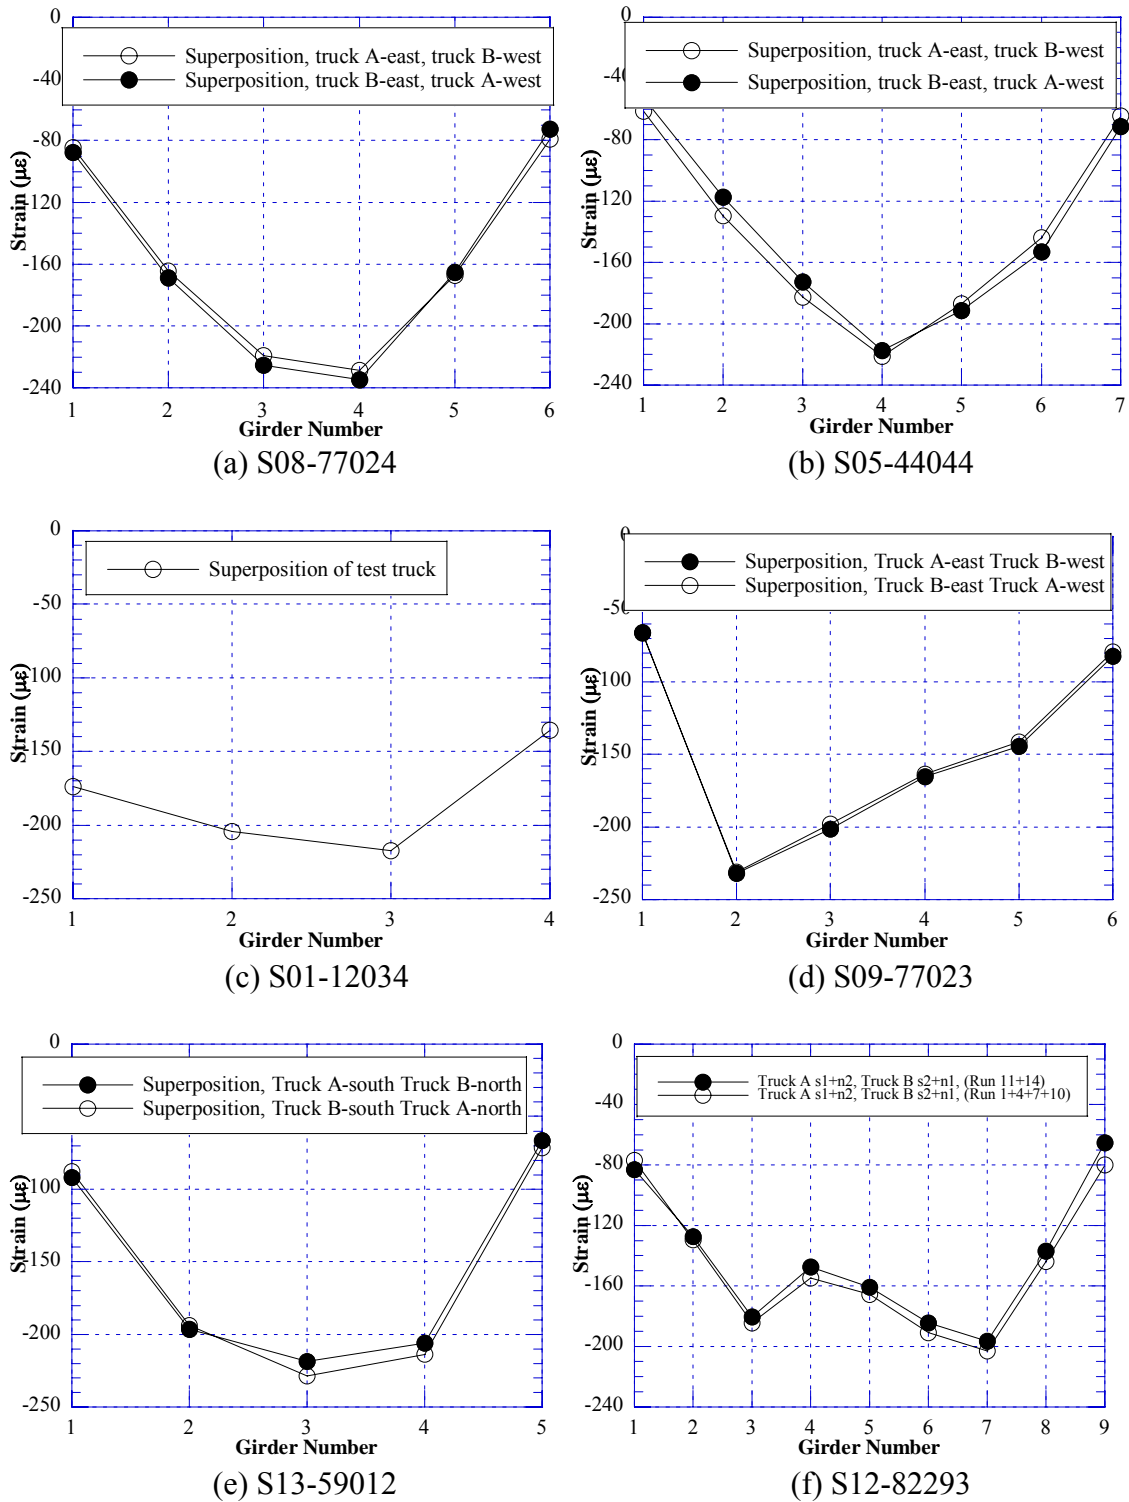 0
Superposition, truck A-east, truck B-west
Superposition, truck B-east, truck A-west
-40
-80
-120
-160
-200
-240
Strain (με)
1 2 3 4 5 6
Girder Number
(a) S08-77024
0
Superposition, truck A-east, truck B-west
Superposition, truck B-east, truck A-west
-40
-80
-120
-160
-200
-240
Strain (με)
1 2 3 4 5 6 7
Girder Number
(b) S05-44044
0
Superposition of test truck
-50
-100
-150
-200
-250
Strain (με)
1 2 3 4
Girder Number
(c) S01-12034
0
Superposition, Truck A-east Truck B-west
Superposition, Truck B-east Truck A-west
-50
-100
-150
-200
-250
Strain (με)
1 2 3 4 5 6
Girder Number
(d) S09-77023
0
Superposition, Truck A-south Truck B-north
Superposition, Truck B-south Truck A-north
-100
-150
-200
-250
Strain (με)
1 2 3 4 5
Girder Number
(e) S13-59012
0
Truck A s1+n2, Truck B s2+n1, (Run 11+14)
Truck A s1+n2, Truck B s2+n1, (Run 1+4+7+10)
-40
-80
-120
-160
-200
-240
Strain (με)
1 2 3 4 5 6 7 8 9
Girder Number
(f) S12-82293